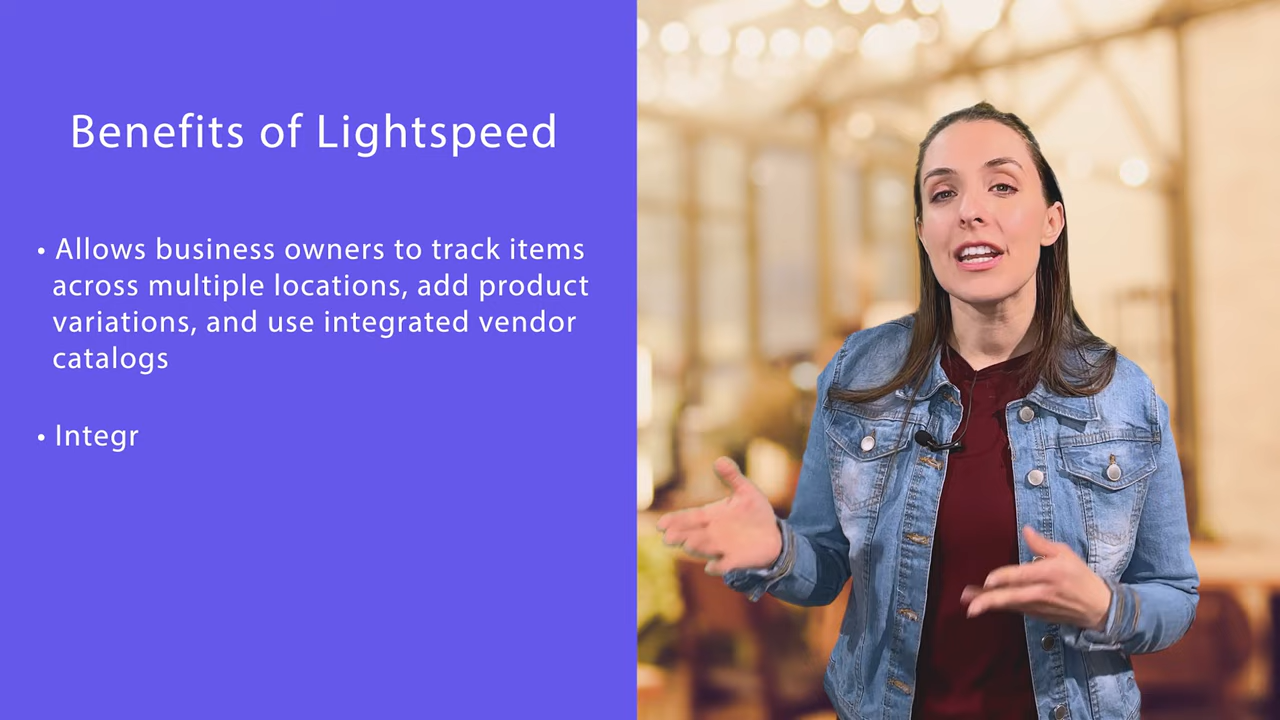 Benefits of Lightspeed
• Allows business owners to track items
across multiple locations, add product
variations, and use integrated vendor
catalogs
• Integr